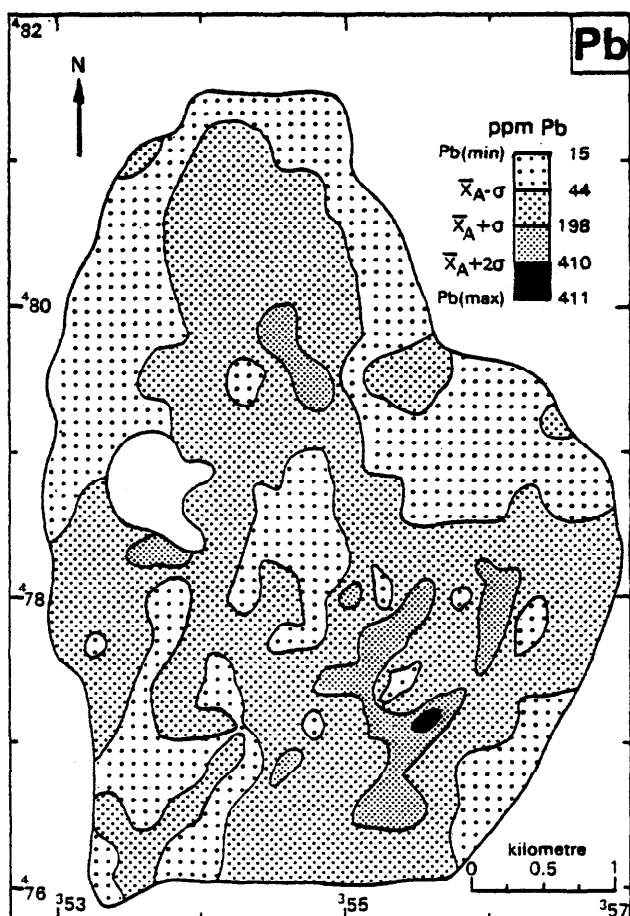 ⁴82
Pb
N
ppm Pb
Pb(min) 15
X̅A-σ 44
X̅A+σ 198
X̅A+2σ 410
Pb(max) 411
⁴80
⁴78
kilometre
0 0.5 1
⁴76
³53 ³55 ³57